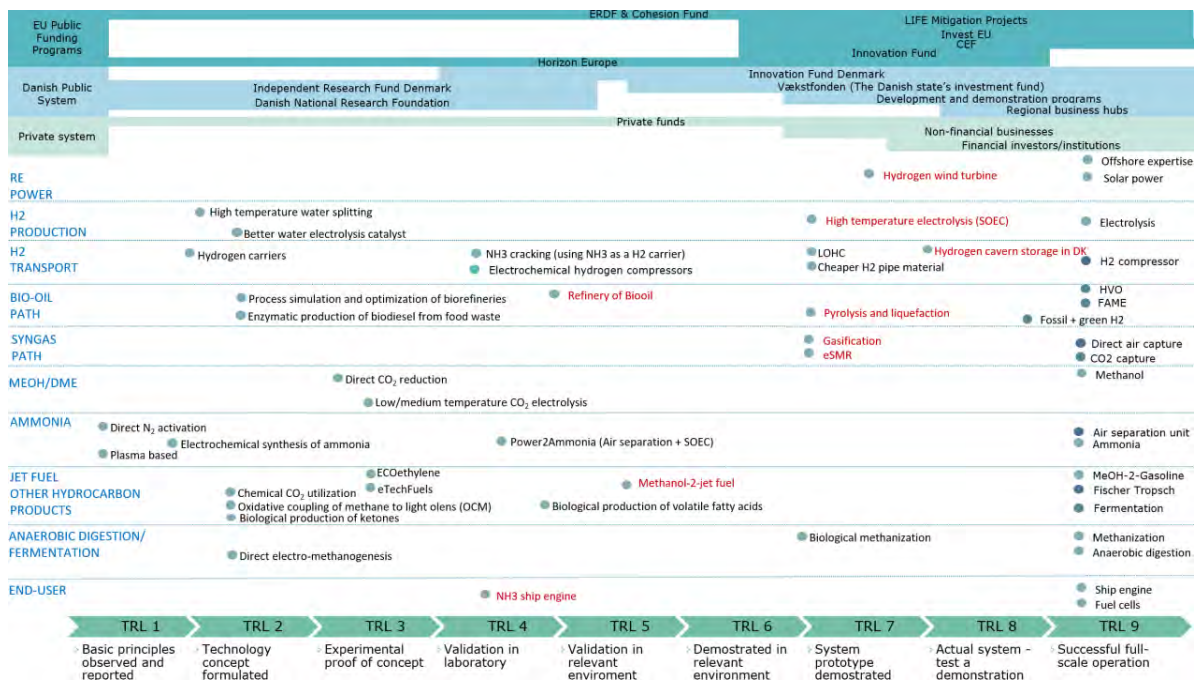 ERDF & Cohesion Fund
EU Public
Funding
Programs
LIFE Mitigation Projects
Invest EU
CEF
Innovation Fund
Horizon Europe
Danish Public
System
Independent Research Fund Denmark
Danish National Research Foundation
Innovation Fund Denmark
Vækstfonden (The Danish state's investment fund)
Development and demonstration programs
Regional business hubs
Private system
Private funds
Non-financial businesses
Financial investors/institutions
RE
POWER
Hydrogen wind turbine
Offshore expertise
Solar power
H2
PRODUCTION
High temperature water splitting
Better water electrolysis catalyst
High temperature electrolysis (SOEC)
Electrolysis
H2
TRANSPORT
Hydrogen carriers
NH3 cracking (using NH3 as a H2 carrier)
Electrochemical hydrogen compressors
LOHC
Cheaper H2 pipe material
Hydrogen cavern storage in DK
H2 compressor
BIO-OIL
PATH
Process simulation and optimization of biorefineries
Enzymatic production of biodiesel from food waste
Refinery of Biooil
Pyrolysis and liquefaction
HVO
FAME
Fossil + green H2
SYNGAS
PATH
Gasification
eSMR
Direct air capture
CO2 capture
MEOH/DME
Direct CO₂ reduction
Low/medium temperature CO₂ electrolysis
Methanol
AMMONIA
Direct N₂ activation
Electrochemical synthesis of ammonia
Plasma based
Power2Ammonia (Air separation + SOEC)
Air separation unit
Ammonia
JET FUEL
OTHER HYDROCARBON
PRODUCTS
ECOethylene
eTechFuels
Chemical CO₂ utilization
Oxidative coupling of methane to light olens (OCM)
Biological production of ketones
Methanol-2-jet fuel
Biological production of volatile fatty acids
MeOH-2-Gasoline
Fischer Tropsch
Fermentation
ANAEROBIC DIGESTION/
FERMENTATION
Direct electro-methanogenesis
Biological methanization
Methanization
Anaerobic digestion
END-USER
NH3 ship engine
Ship engine
Fuel cells
TRL 1
TRL 2
TRL 3
TRL 4
TRL 5
TRL 6
TRL 7
TRL 8
TRL 9
Basic principles
observed and
reported
Technology
concept
formulated
Experimental
proof of concept
Validation in
laboratory
Validation in
relevant
enviroment
Demostrated in
relevant
environment
System
prototype
demostrated
Actual system -
test a
demonstration
Successful full-
scale operation